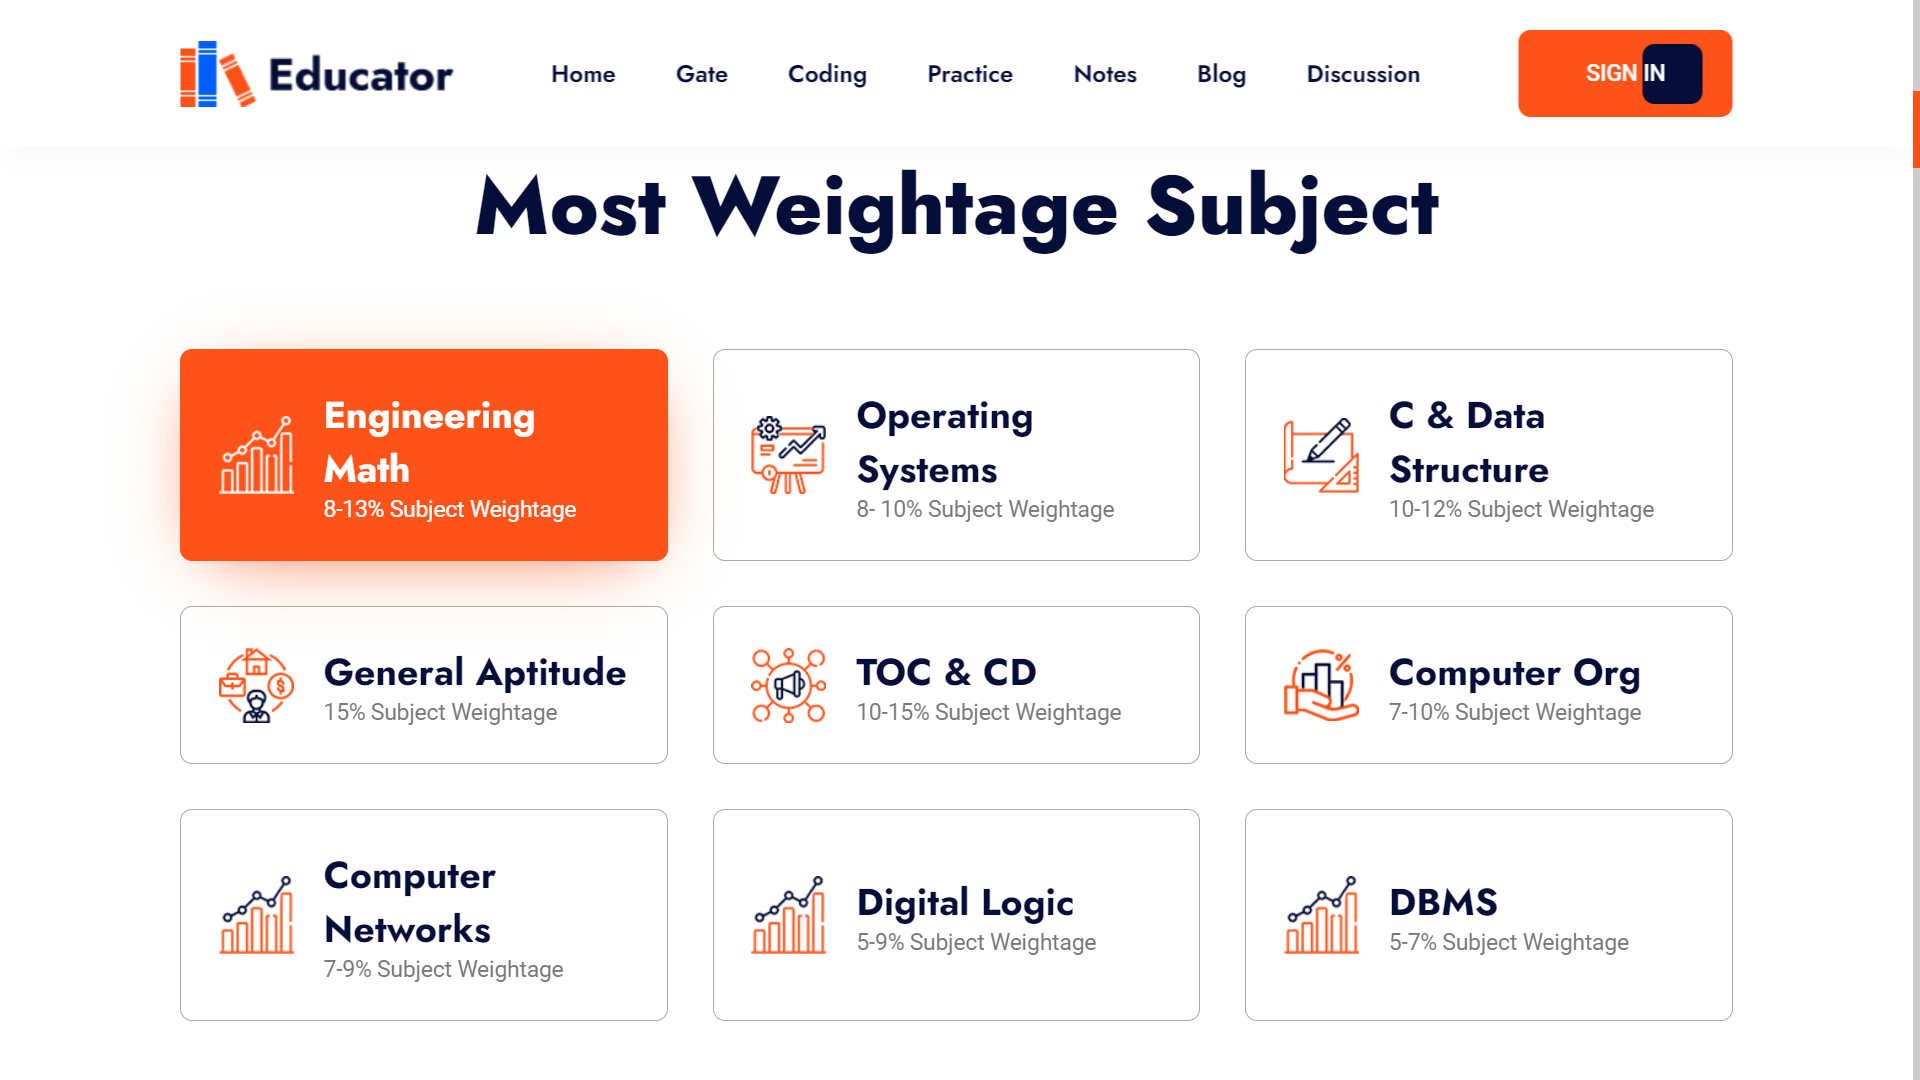 Educator
Home Gate Coding Practice Notes Blog Discussion
SIGN IN
Most Weightage Subject
Engineering
Math
8-13% Subject Weightage
Operating
Systems
8- 10% Subject Weightage
C & Data
Structure
10-12% Subject Weightage
General Aptitude
15% Subject Weightage
TOC & CD
10-15% Subject Weightage
Computer Org
7-10% Subject Weightage
Computer
Networks
7-9% Subject Weightage
Digital Logic
5-9% Subject Weightage
DBMS
5-7% Subject Weightage